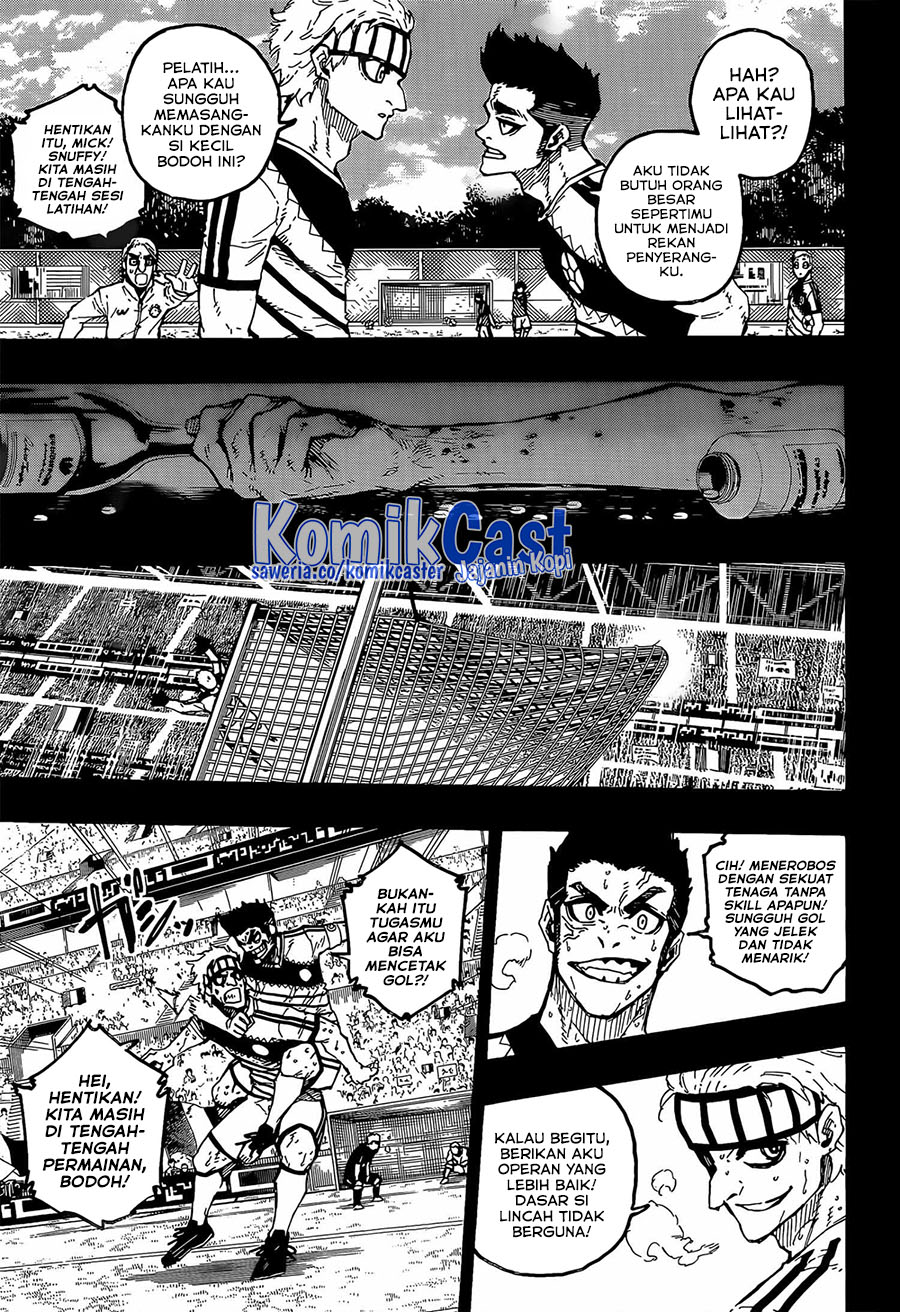 HAH?
APA KAU
LIHAT-
LIHAT?!
AKU TIDAK
BUTUH ORANG
BESAR
SEPERTIMU
UNTUK MENJADI
REKAN
PENYERANG-
KU.
PELATIH...
APA KAU
SUNGGUH
MEMASANG-
KANKU DENGAN
SI KECIL
BODOH INI?
HENTIKAN
ITU, MICK!
SNUFFY!
KITA MASIH
DI TENGAH-
TENGAH SESI
LATIHAN!
KomikCast
saweria.co/komikcaster Jajanin Kopi
CIH! MENEROBOS
DENGAN SEKUAT
TENAGA TANPA
SKILL APAPUN!
SUNGGUH GOL
YANG JELEK
DAN TIDAK
MENARIK!
KALAU BEGITU,
BERIKAN AKU
OPERAN YANG
LEBIH BAIK!
DASAR SI
LINCAH TIDAK
BERGUNA!
BUKAN-
KAH ITU
TUGASMU
AGAR AKU
BISA
MENCETAK
GOL?!
HEI,
HENTIKAN!
KITA MASIH
DI TENGAH-
TENGAH
PERMAINAN,
BODOH!